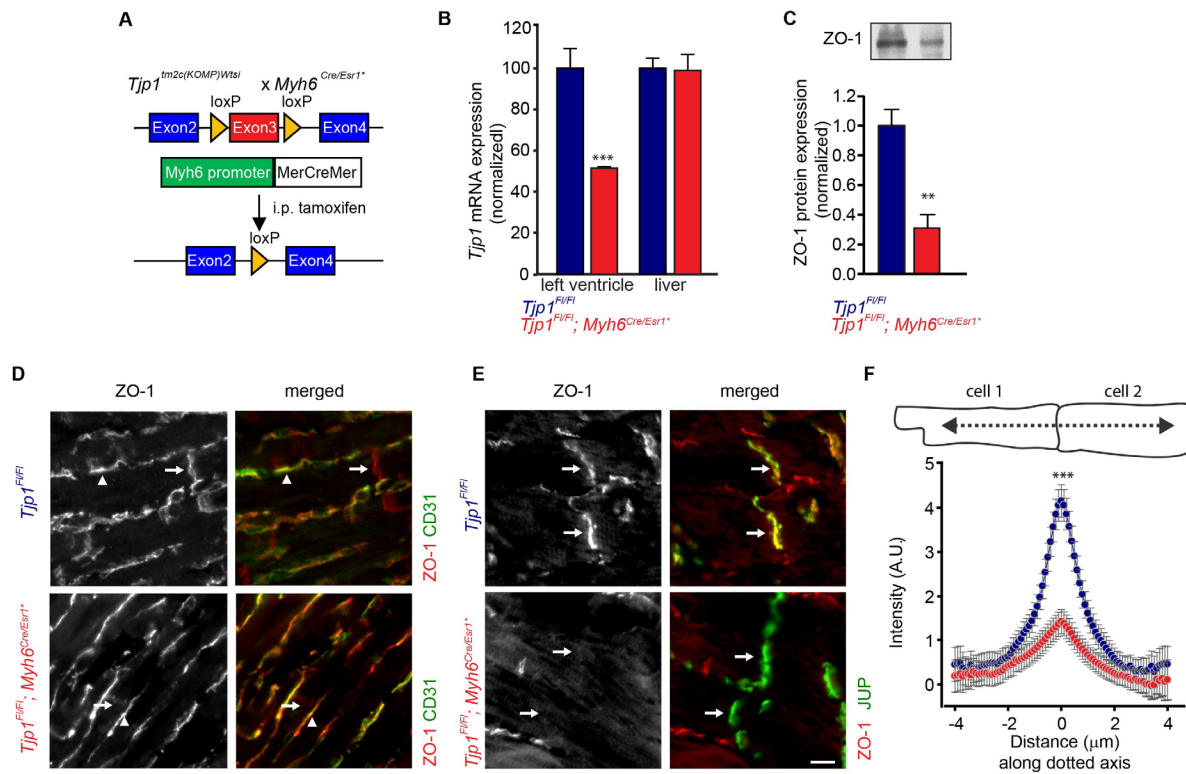 A
Tjp1 tm2c(KOMP)Wtsi x Myh6 Cre/Esr1*
loxP loxP
Exon2 Exon3 Exon4
Myh6 promoter MerCreMer
i.p. tamoxifen
loxP
Exon2 Exon4
B
Tjp1 mRNA expression
(normalizedl)
120
100
80
60
40
20
0
***
left ventricle liver
Tjp1Fl/Fl
Tjp1Fl/Fl; Myh6Cre/Esr1*
C
ZO-1
ZO-1 protein expression
(normalized)
1.2
1.0
0.8
0.6
0.4
0.2
0.0
**
Tjp1Fl/Fl
Tjp1Fl/Fl; Myh6Cre/Esr1*
D
ZO-1 merged
Tjp1Fl/Fl
ZO-1 CD31
Tjp1Fl/Fl; Myh6Cre/Esr1*
ZO-1 CD31
E
ZO-1 merged
Tjp1Fl/Fl
Tjp1Fl/Fl; Myh6Cre/Esr1*
ZO-1 JUP
F
cell 1 cell 2
***
Intensity (A.U.)
5
4
3
2
1
0
-4 -2 0 2 4
Distance (μm)
along dotted axis